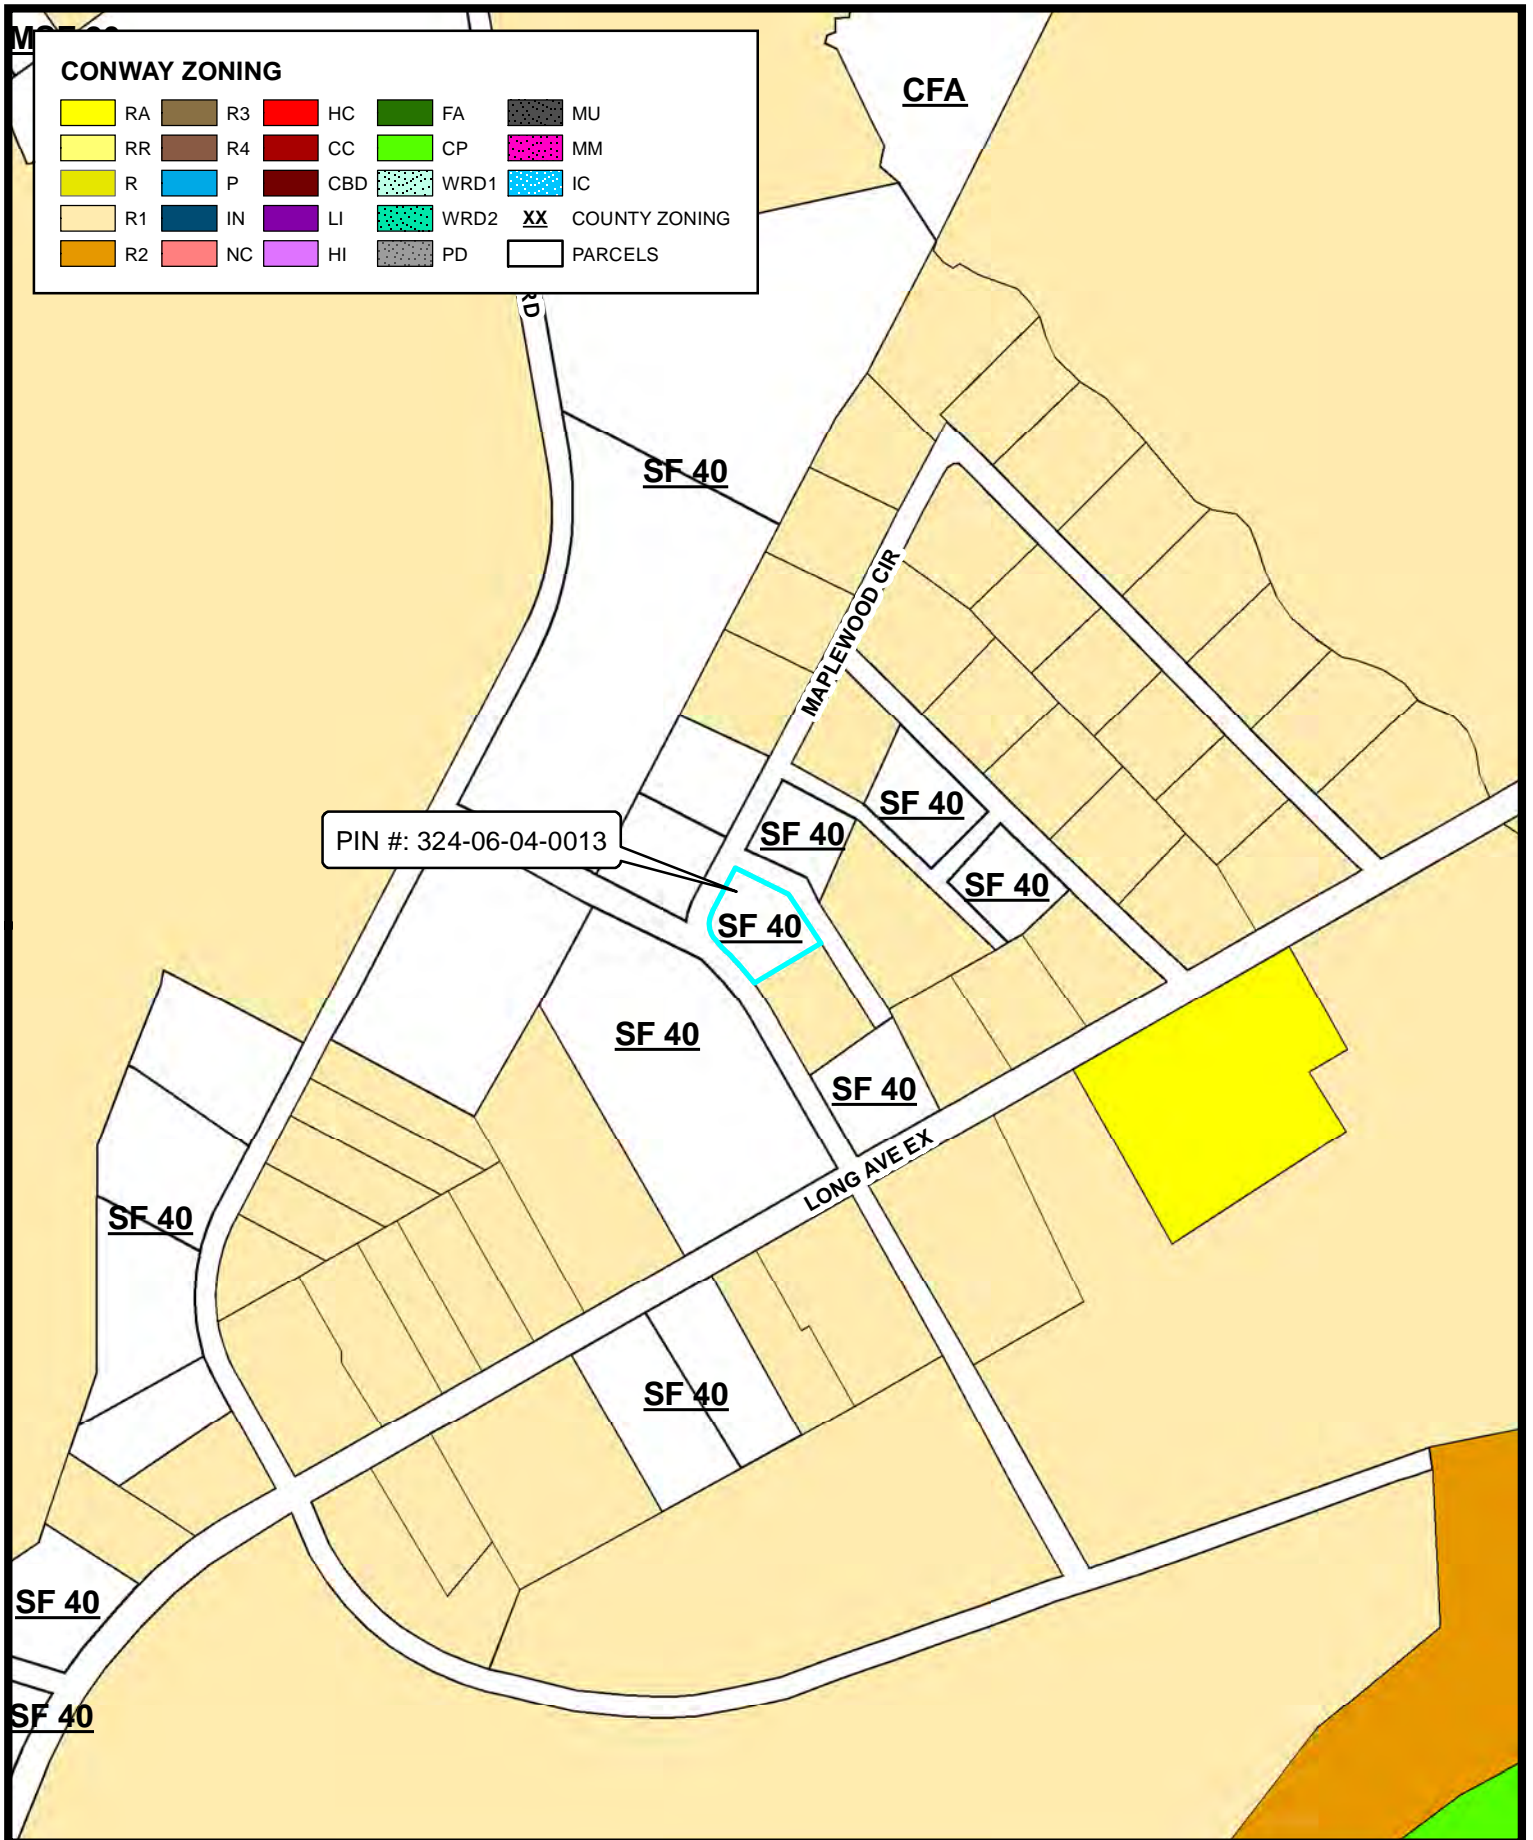 CONWAY ZONING
RA R3 HC FA MU
RR R4 CC CP MM
R P CBD WRD1 IC
R1 IN LI WRD2 XX COUNTY ZONING
R2 NC HI PD PARCELS
CFA
RD
SF 40
MAPLEWOOD CIR
SF 40
PIN #: 324-06-04-0013
SF 40
SF 40
SF 40
SF 40
SF 40
LONG AVE EX
SF 40
SF 40
SF 40
SF 40